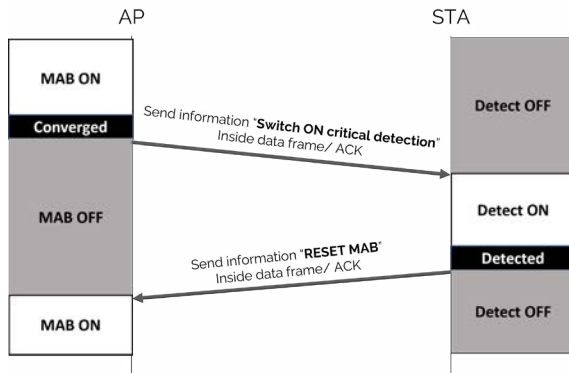 AP
STA
MAB ON
Converged
MAB OFF
MAB ON
Send information "Switch ON critical detection"
Inside data frame/ ACK
Send information "RESET MAB"
Inside data frame/ ACK
Detect OFF
Detect ON
Detected
Detect OFF